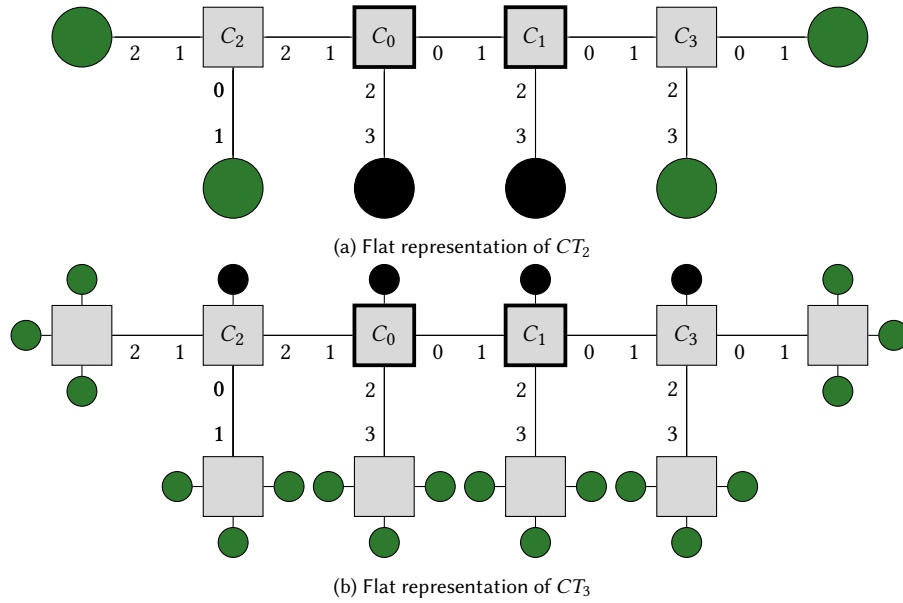 2 1 C₂ 2 1 C₀ 0 1 C₁ 0 1 C₃ 0 1
0 2 2 2
1 3 3 3
(a) Flat representation of CT₂
2 1 C₂ 2 1 C₀ 0 1 C₁ 0 1 C₃ 0 1
0 2 2 2
1 3 3 3
(b) Flat representation of CT₃